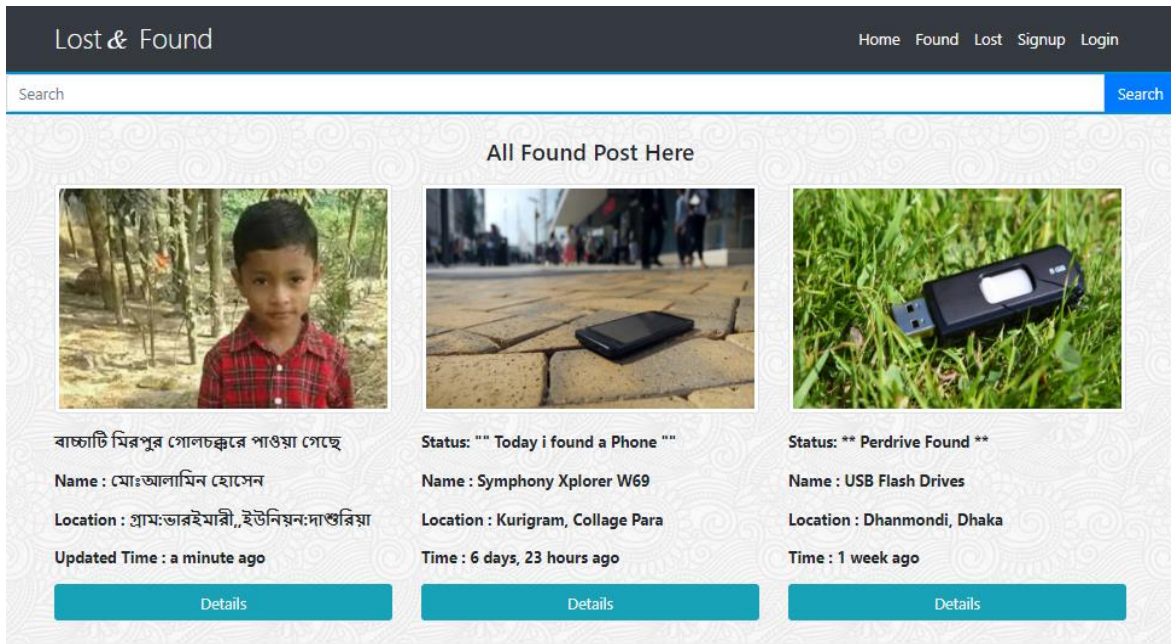 Lost & Found
Home Found Lost Signup Login
Search
Search
All Found Post Here
বাচ্চাটি মিরপুর গোলচক্করে পাওয়া গেছে
Name : মোঃআলামিন হোসেন
Location : গ্রাম:ভারইমারী,,ইউনিয়ন:দাশুরিয়া
Updated Time : a minute ago
Details
Status: "" Today i found a Phone ""
Name : Symphony Xplorer W69
Location : Kurigram, Collage Para
Time : 6 days, 23 hours ago
Details
8 GB
Status: ** Perdrive Found **
Name : USB Flash Drives
Location : Dhanmondi, Dhaka
Time : 1 week ago
Details